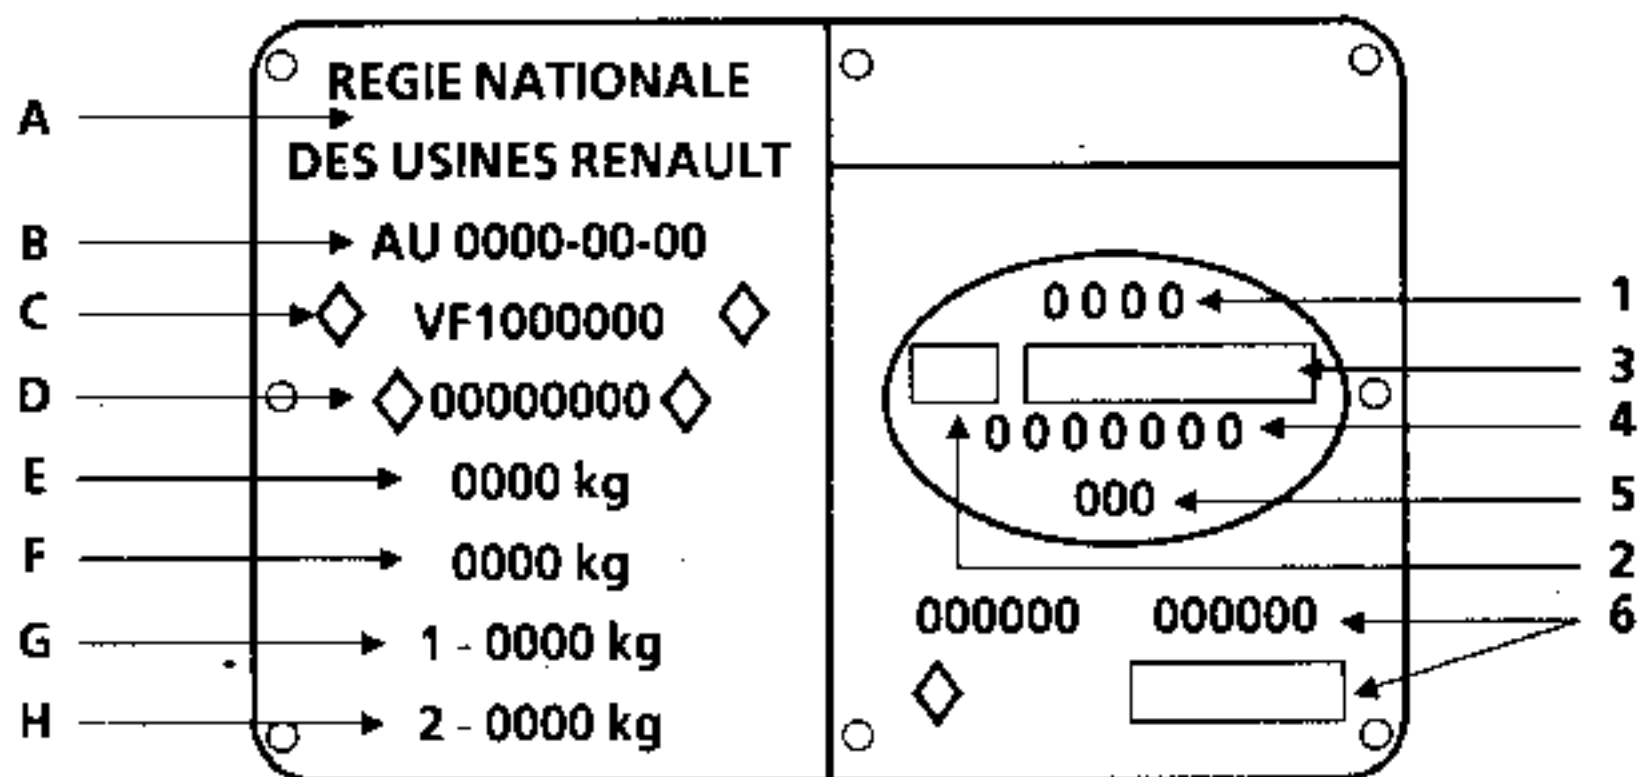 A
REGIE NATIONALE
DES USINES RENAULT
B
AU 0000-00-00
C
VF1000000
D
00000000
E
0000 kg
F
0000 kg
G
1 - 0000 kg
H
2 - 0000 kg
0000
1
3
0000000
4
000
5
2
000000 000000
6